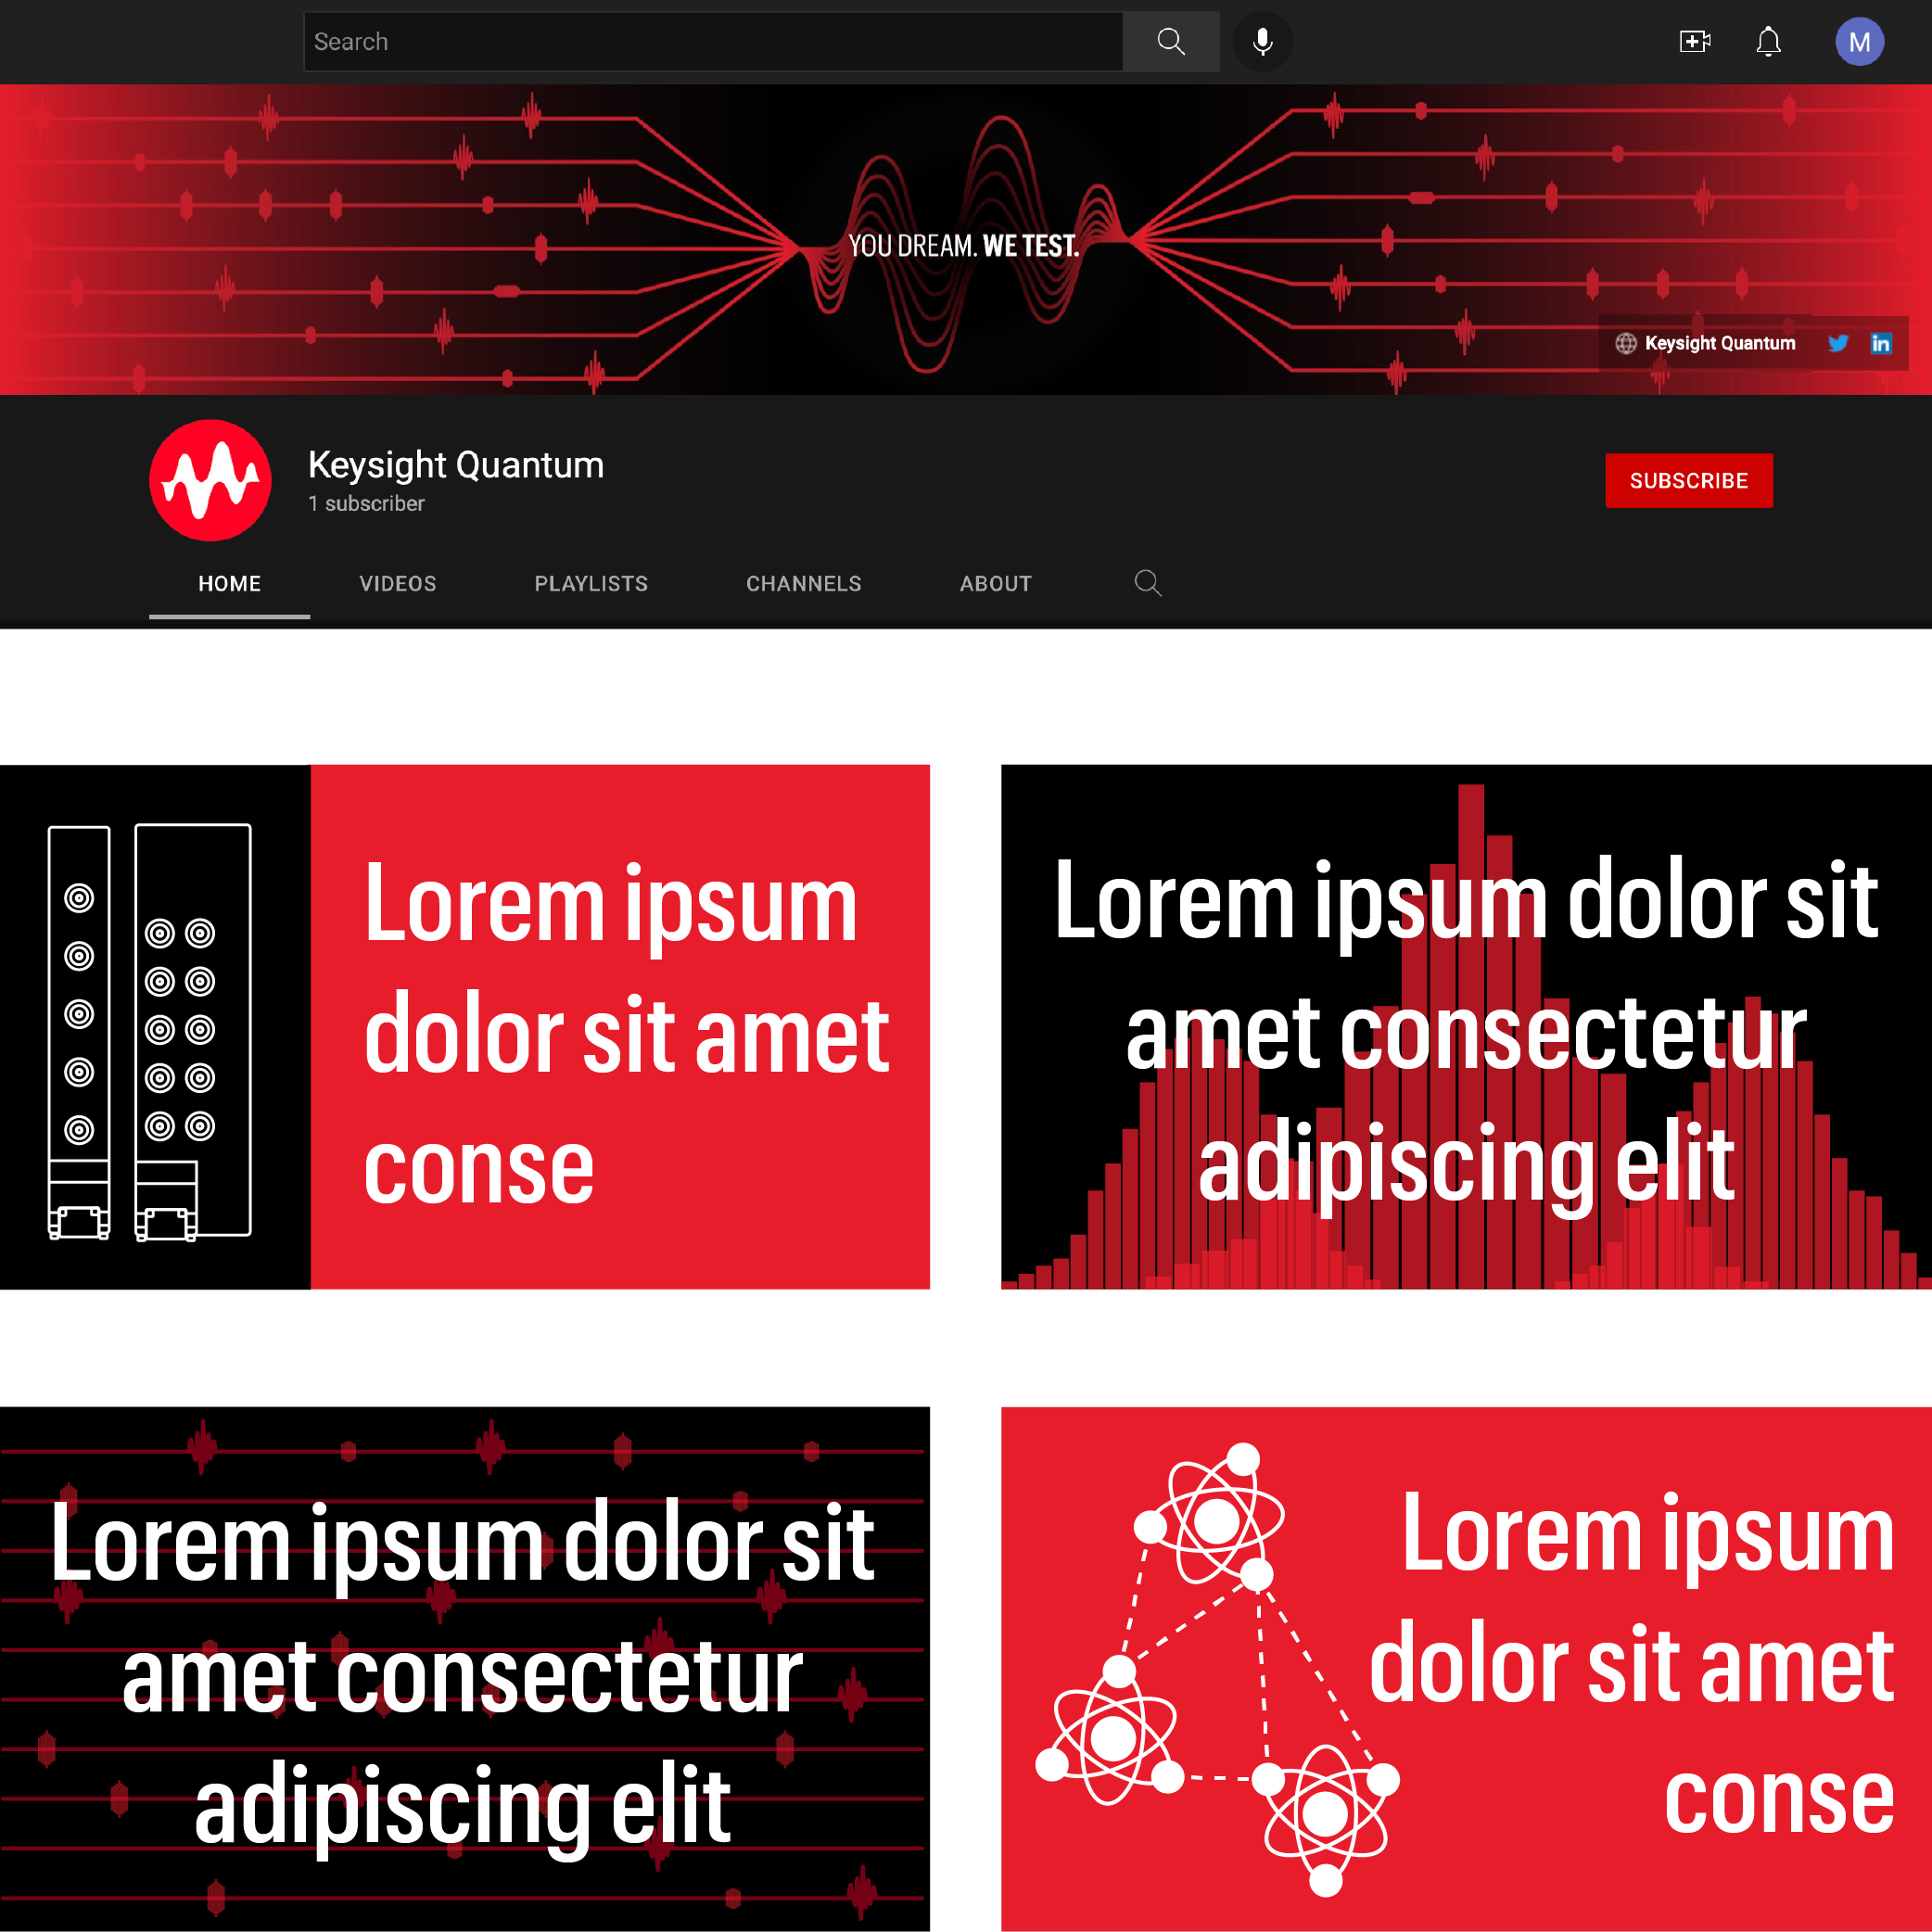 Search
M
YOU DREAM. WE TEST.
Keysight Quantum
in
Keysight Quantum
1 subscriber
SUBSCRIBE
HOME VIDEOS PLAYLISTS CHANNELS ABOUT
Lorem ipsum
dolor sit amet
conse
Lorem ipsum dolor sit
amet consectetur
adipiscing elit
Lorem ipsum dolor sit
amet consectetur
adipiscing elit
Lorem ipsum
dolor sit amet
conse